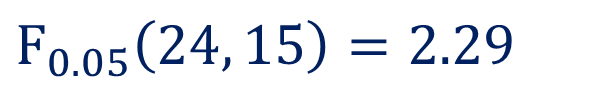 F₀.₀₅(24, 15) = 2.29